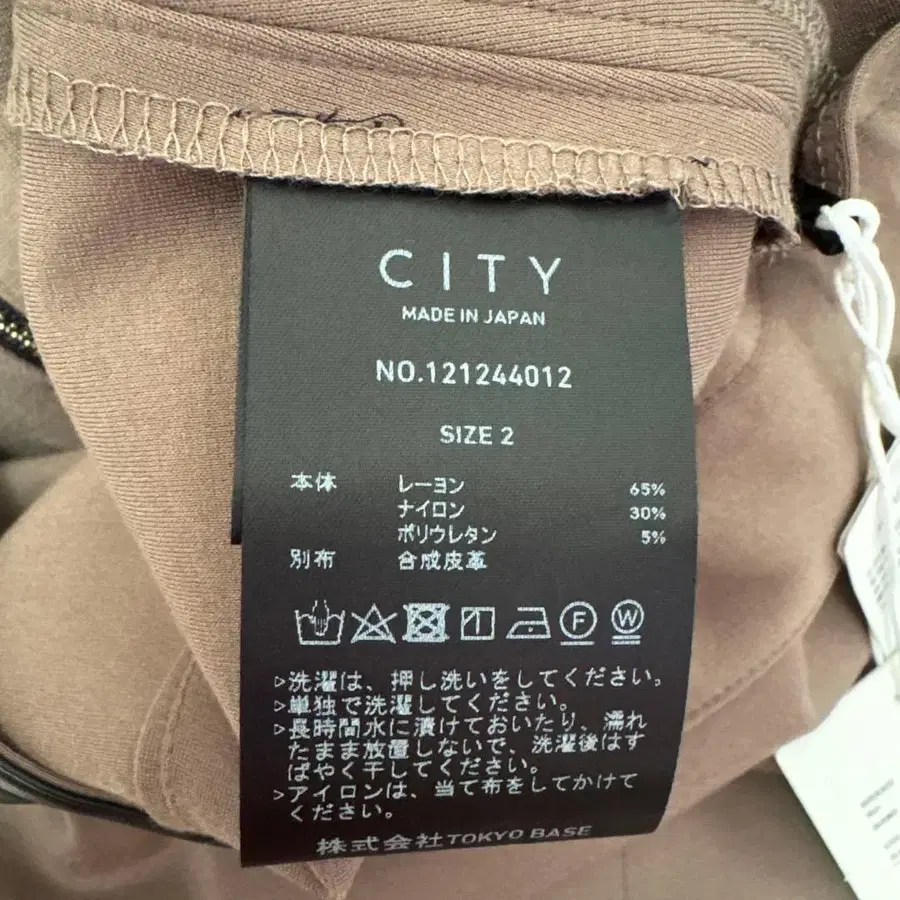 CITY
MADE IN JAPAN
NO.121244012
SIZE 2
本体 レーヨン 65%
ナイロン 30%
ポリウレタン 5%
別布 合成皮革
F W
▷洗濯は、押し洗いをしてください。
▷単独で洗濯してください。
▷長時間水に漬けておいたり、濡れ
たまま放置しないで、洗濯後はす
ばやく干してください。
▷アイロンは、当て布をしてかけて
ください。
株式会社TOKYO BASE